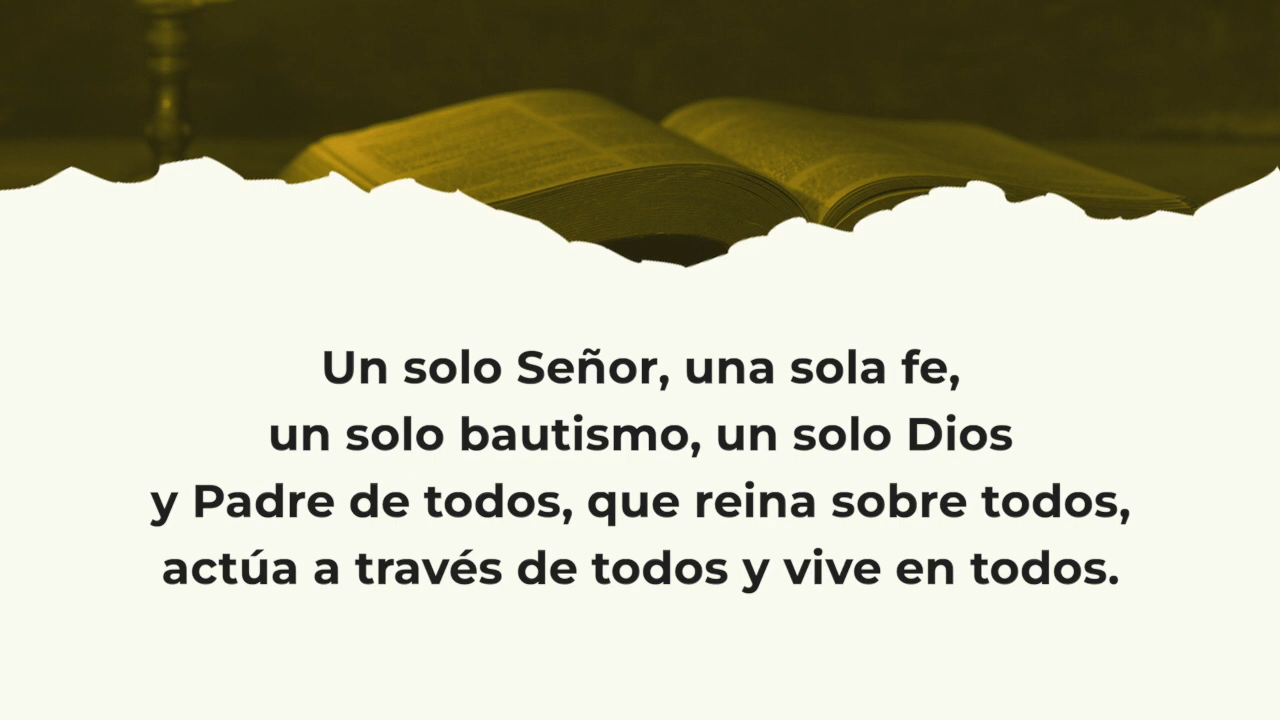 Un solo Señor, una sola fe,
un solo bautismo, un solo Dios
y Padre de todos, que reina sobre todos,
actúa a través de todos y vive en todos.